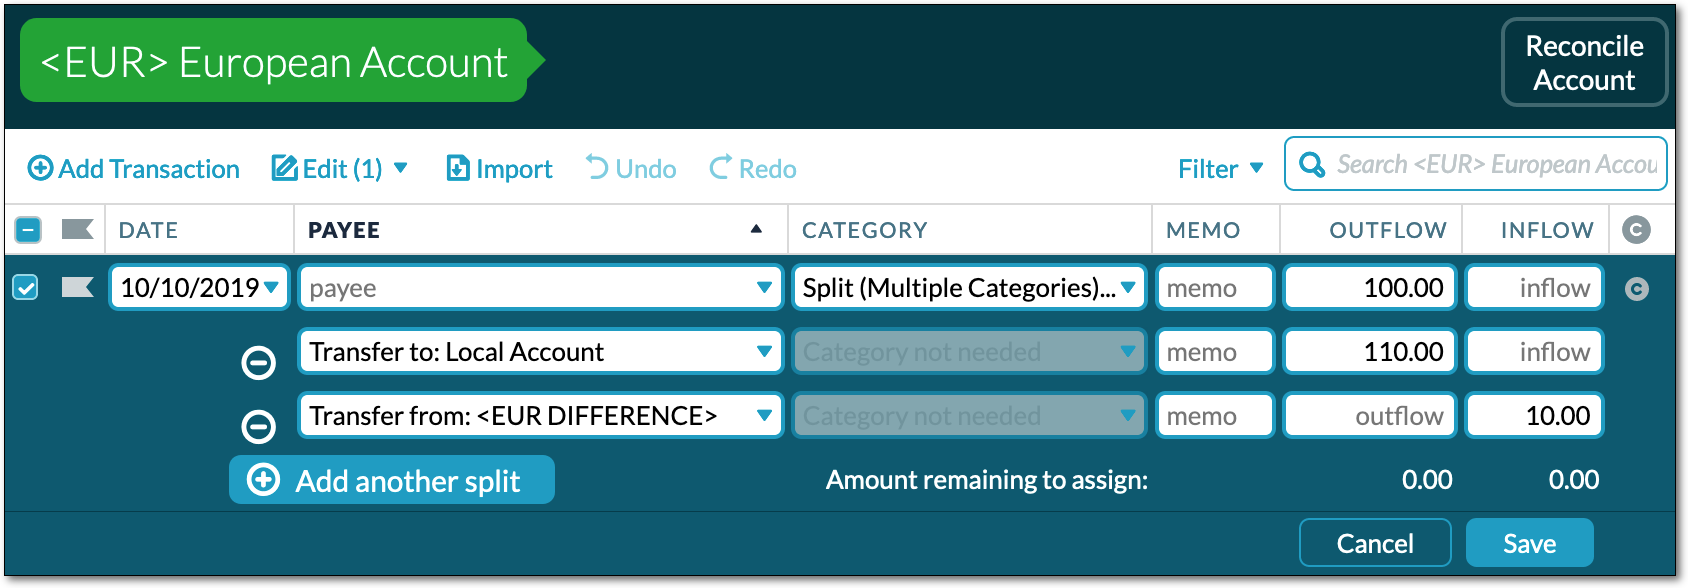 <EUR> European Account
Reconcile
Account
Add Transaction Edit (1) Import Undo Redo Filter Search <EUR> European Accou
DATE PAYEE CATEGORY MEMO OUTFLOW INFLOW C
10/10/2019 payee Split (Multiple Categories)... memo 100.00 inflow C
Transfer to: Local Account Category not needed memo 110.00 inflow
Transfer from: <EUR DIFFERENCE> Category not needed memo outflow 10.00
Add another split Amount remaining to assign: 0.00 0.00
Cancel Save